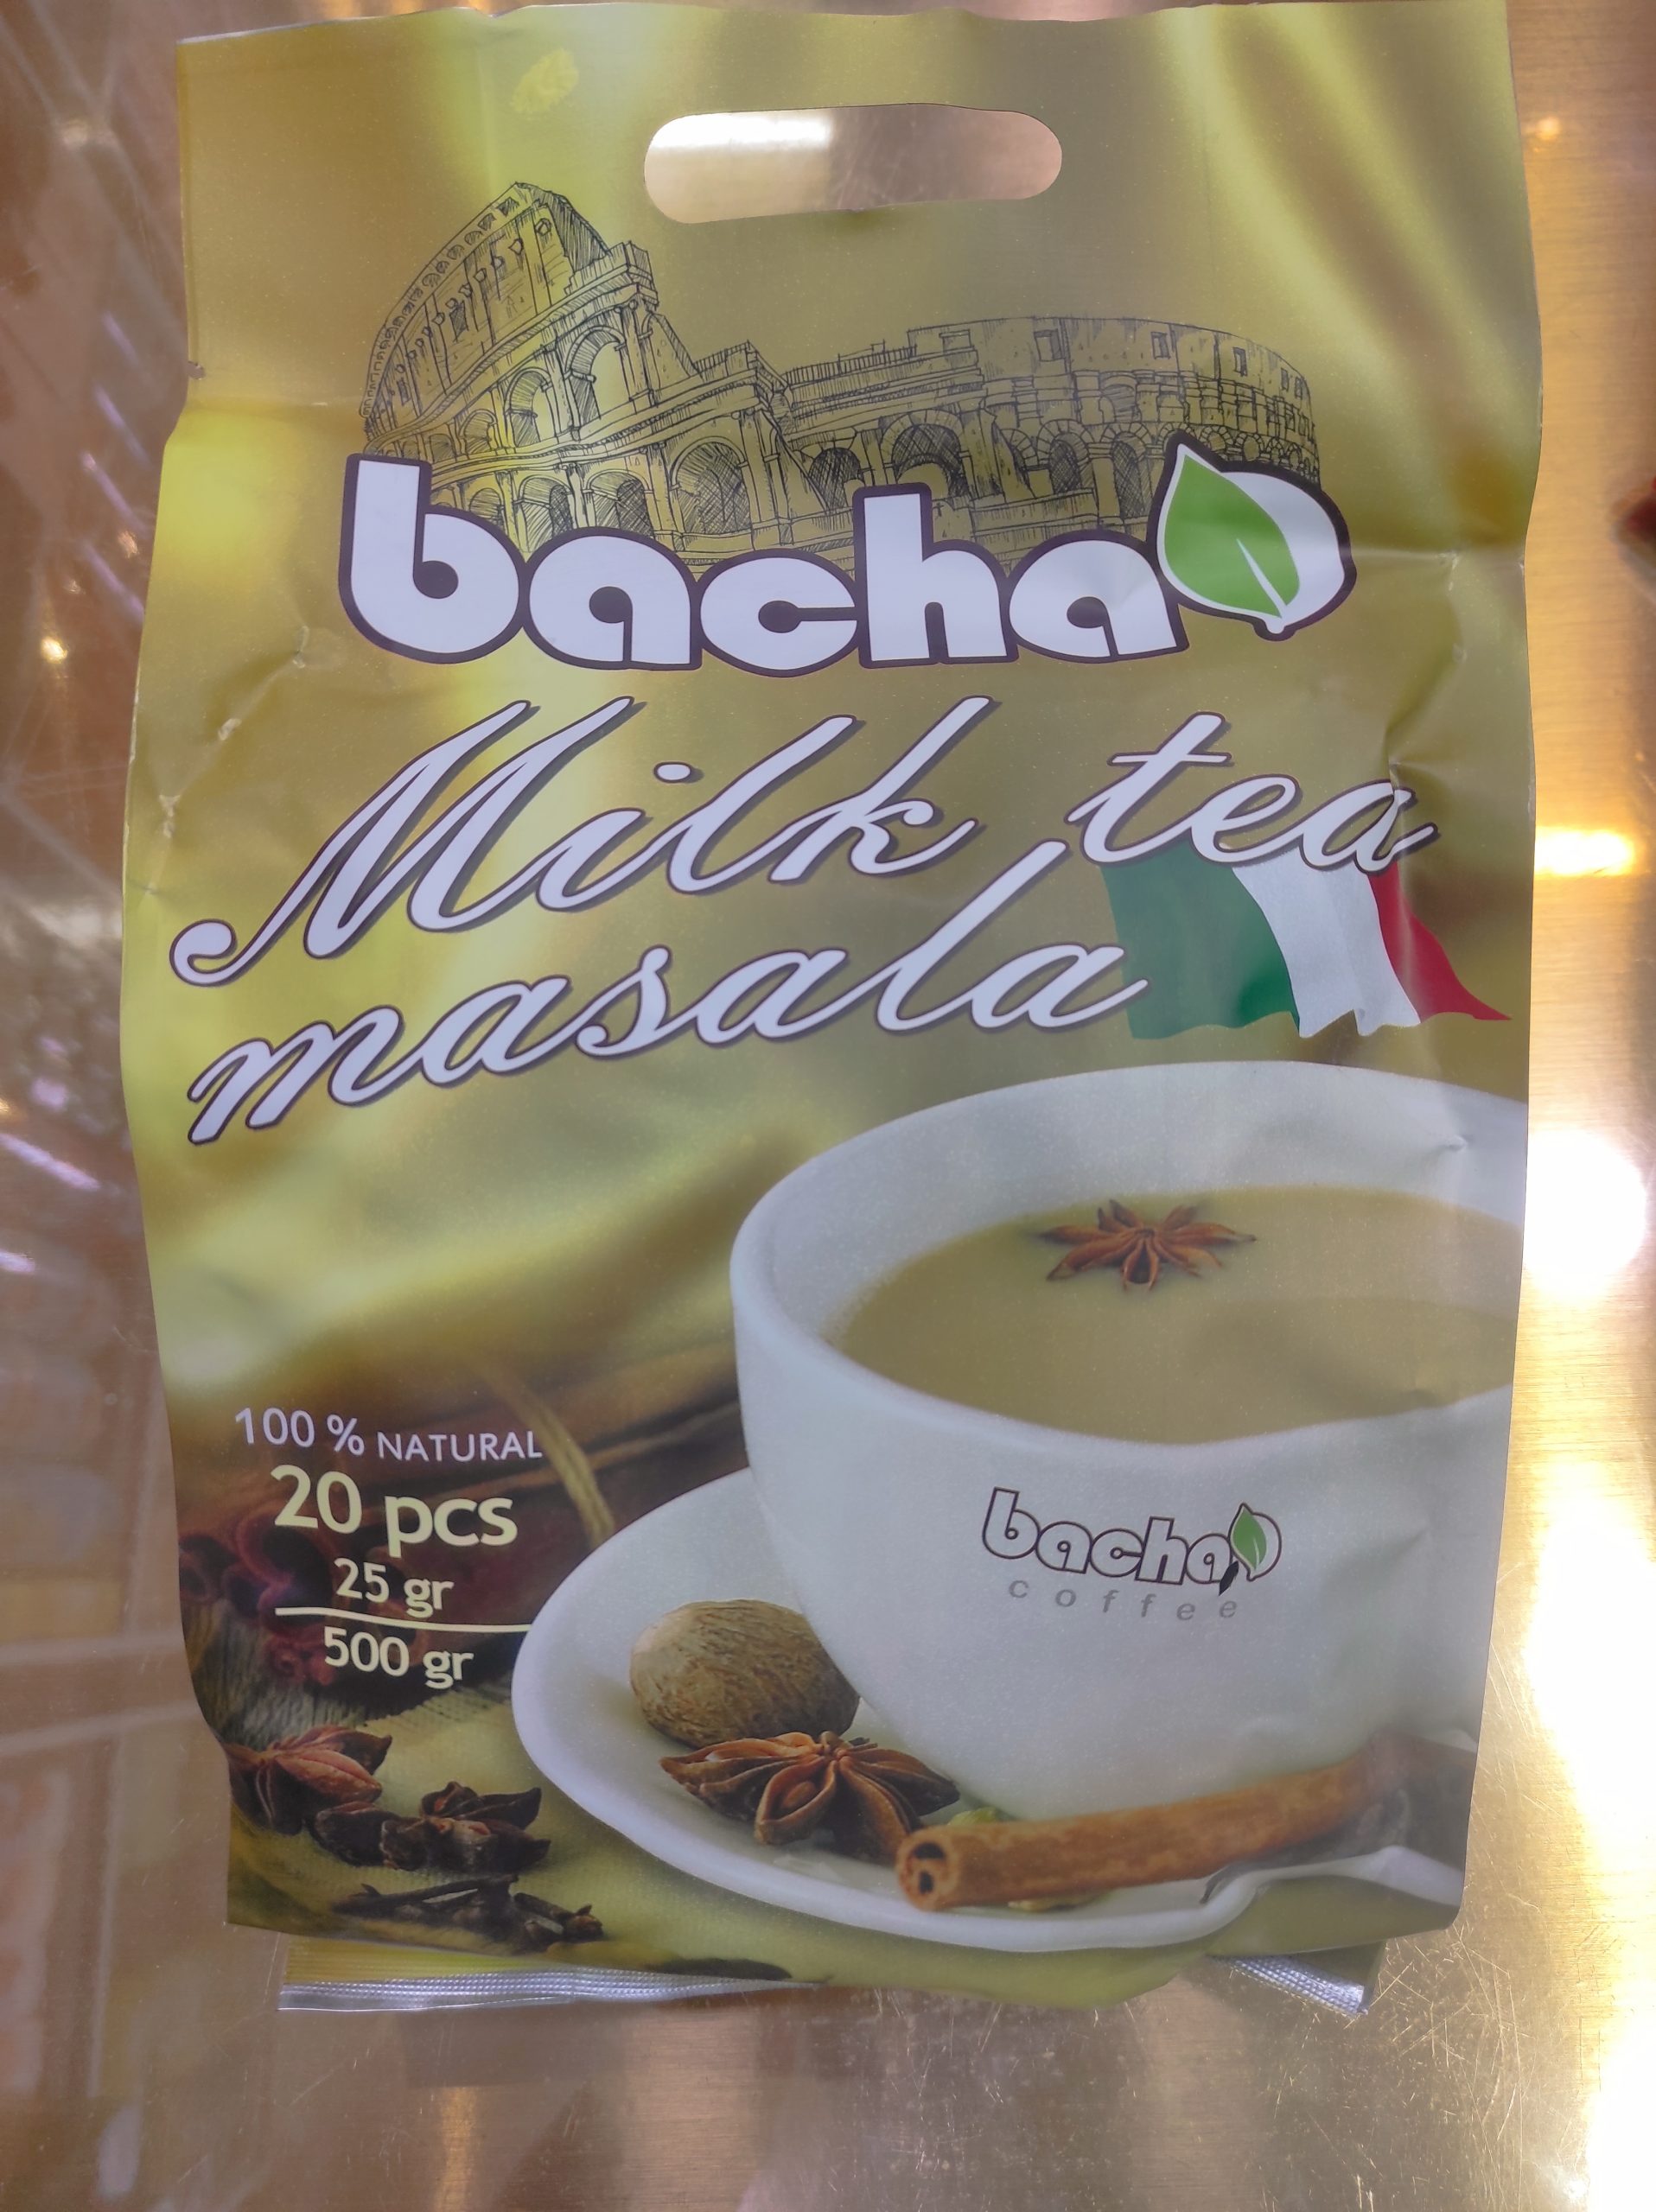 bacha
Milk tea
masala
100 % NATURAL
20 pcs
25 gr
500 gr
bacha
coffee